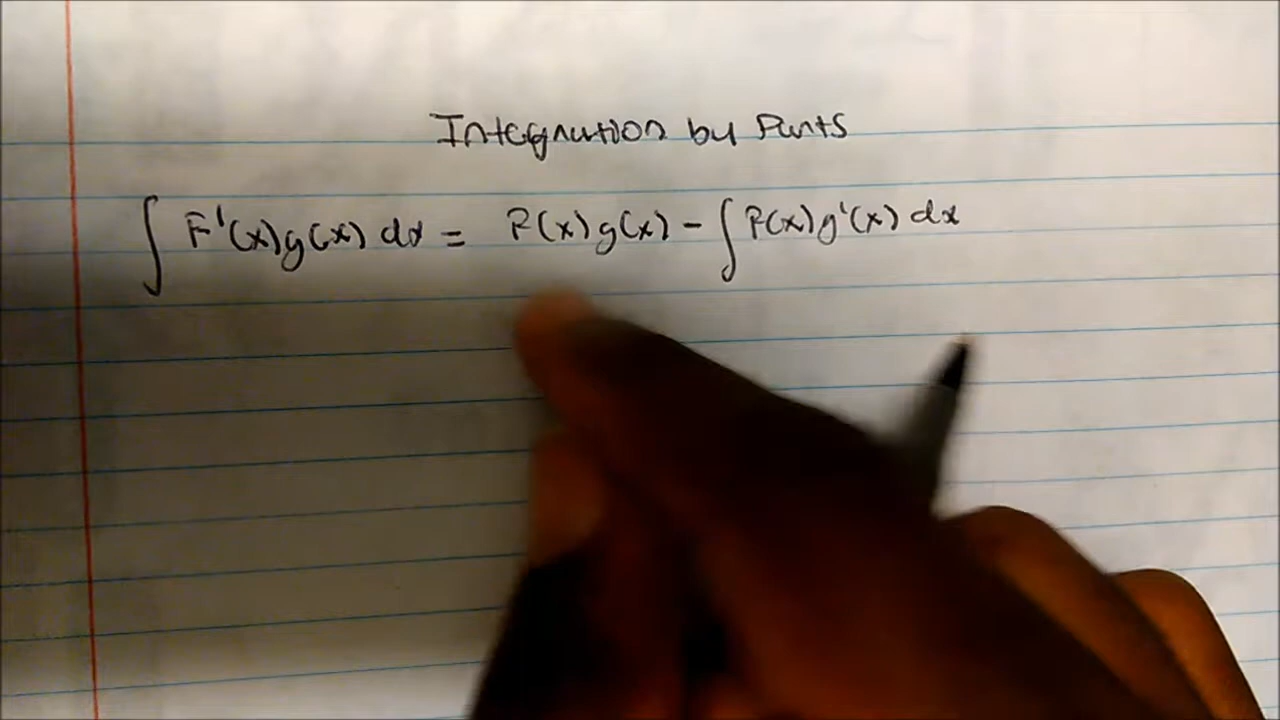 Integration by Parts
∫ F'(x)g(x) dx = F(x)g(x) - ∫ F(x)g'(x) dx